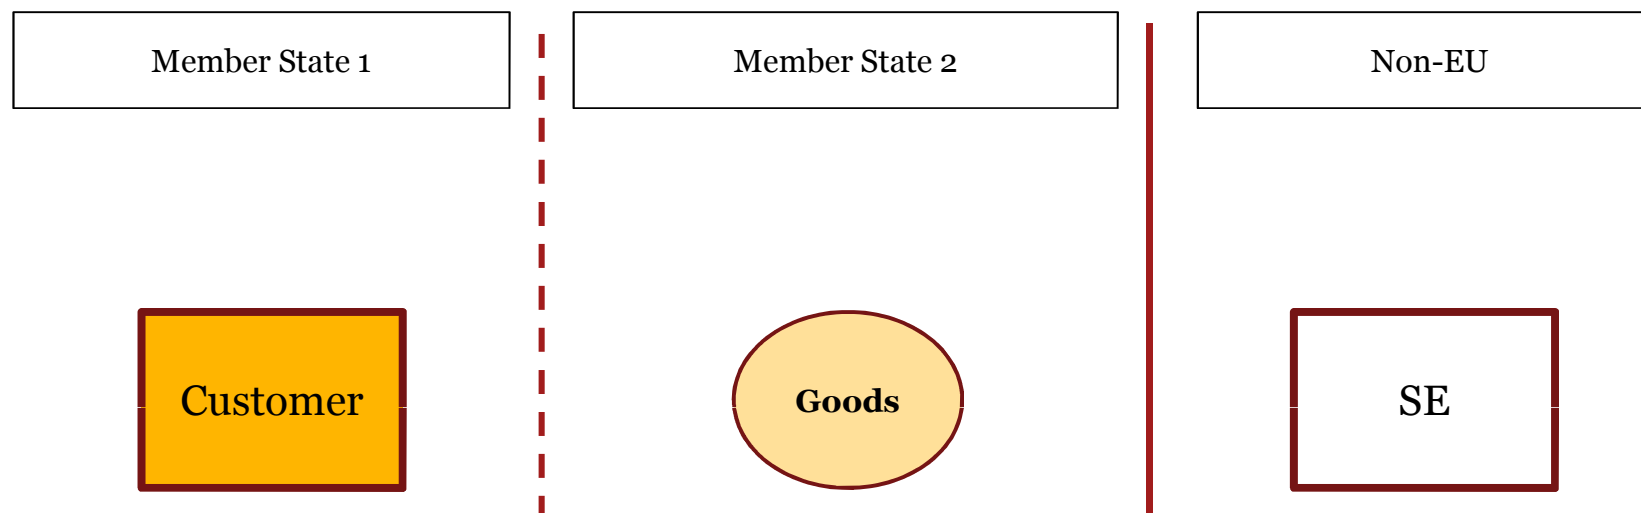 Member State 1
Member State 2
Non-EU
Customer
Goods
SE